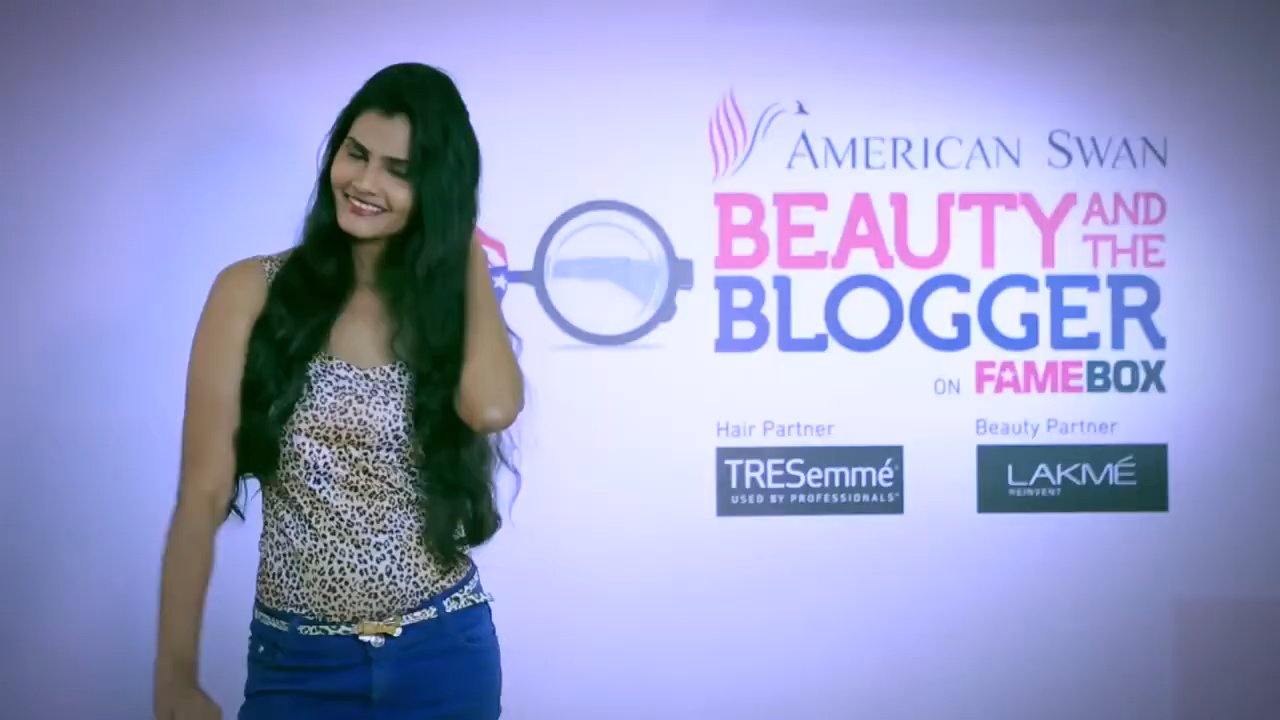 AMERICAN SWAN
BEAUTY AND THE
BLOGGER
ON FAMEBOX
Hair Partner
TRESemmé
USED BY PROFESSIONALS
Beauty Partner
LAKMÉ
REINVENT